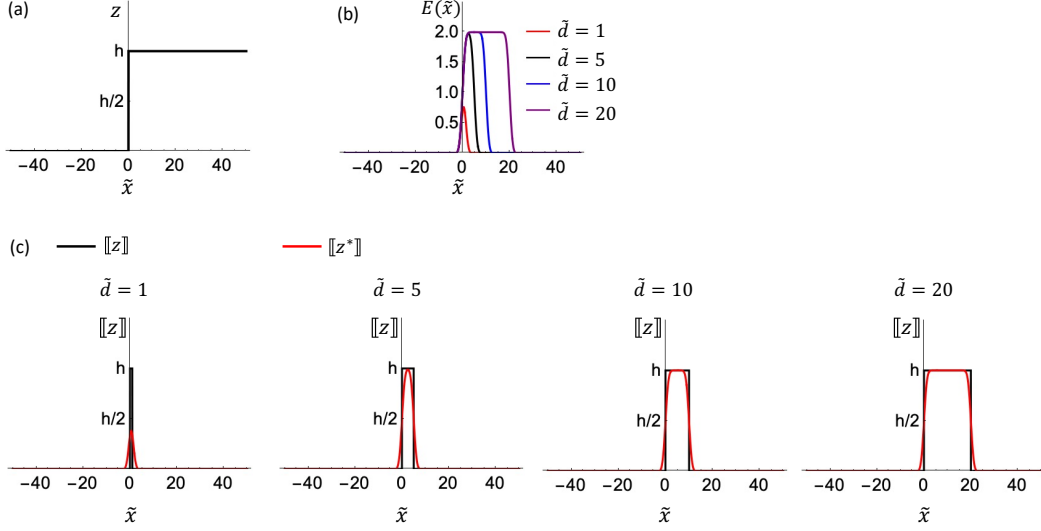 (a)
z
h
h/2
−40 −20 0 20 40
x̃
(b)
E(x̃)
2.0
1.5
1.0
0.5
−40 −20 0 20 40
x̃
d̃ = 1
d̃ = 5
d̃ = 10
d̃ = 20
(c)
⟦z⟧
⟦z*⟧
d̃ = 1
⟦z⟧
h
h/2
−40 −20 0 20 40
x̃
d̃ = 5
⟦z⟧
h
h/2
−40 −20 0 20 40
x̃
d̃ = 10
⟦z⟧
h
h/2
−40 −20 0 20 40
x̃
d̃ = 20
⟦z⟧
h
h/2
−40 −20 0 20 40
x̃